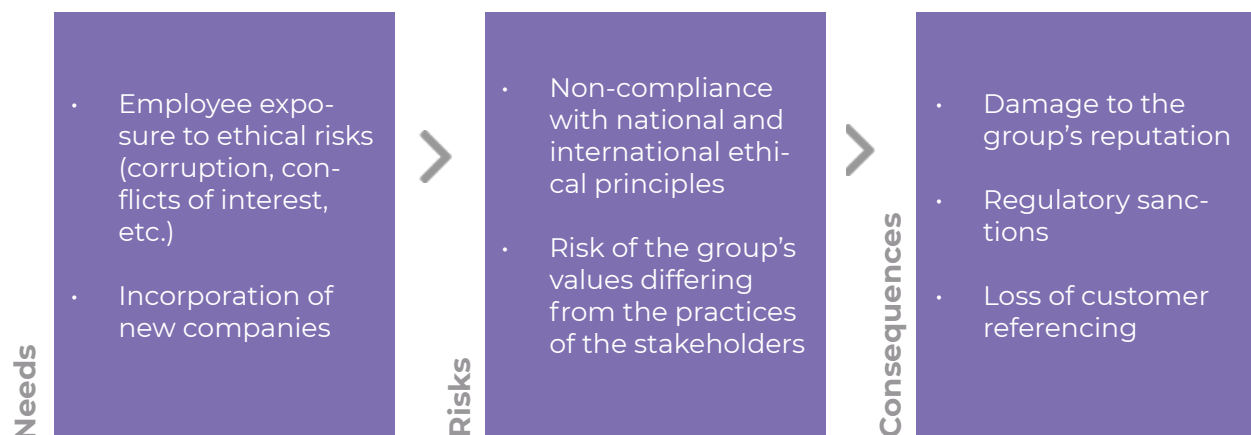 Needs
• Employee expo-
sure to ethical risks
(corruption, con-
flicts of interest,
etc.)
• Incorporation of
new companies
Risks
• Non-compliance
with national and
international ethi-
cal principles
• Risk of the group’s
values differing
from the practices
of the stakeholders
Consequences
• Damage to the
group’s reputation
• Regulatory sanc-
tions
• Loss of customer
referencing